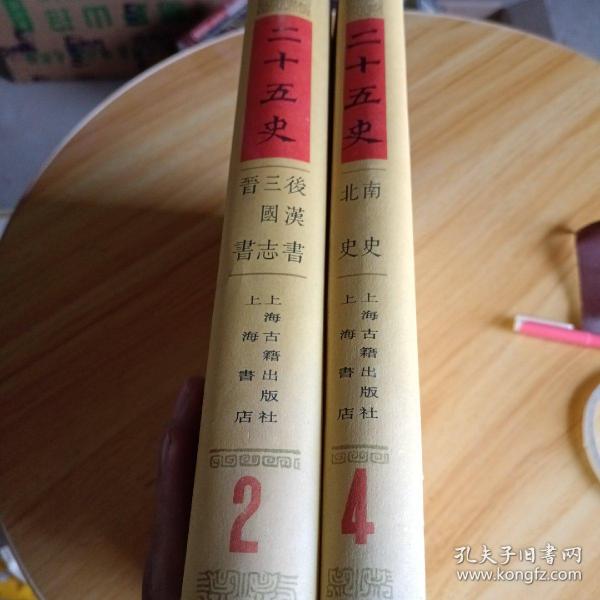 二十五史
後漢書
三國志
晉書
上海古籍出版社
上海書店
2
二十五史
南史
北史
上海古籍出版社
上海書店
4
孔夫子旧书网
www.kongfz.com